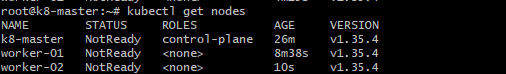 root@k8-master:~# kubectl get nodes
NAME STATUS ROLES AGE VERSION
k8-master NotReady control-plane 26m v1.35.4
worker-01 NotReady <none> 8m38s v1.35.4
worker-02 NotReady <none> 10s v1.35.4